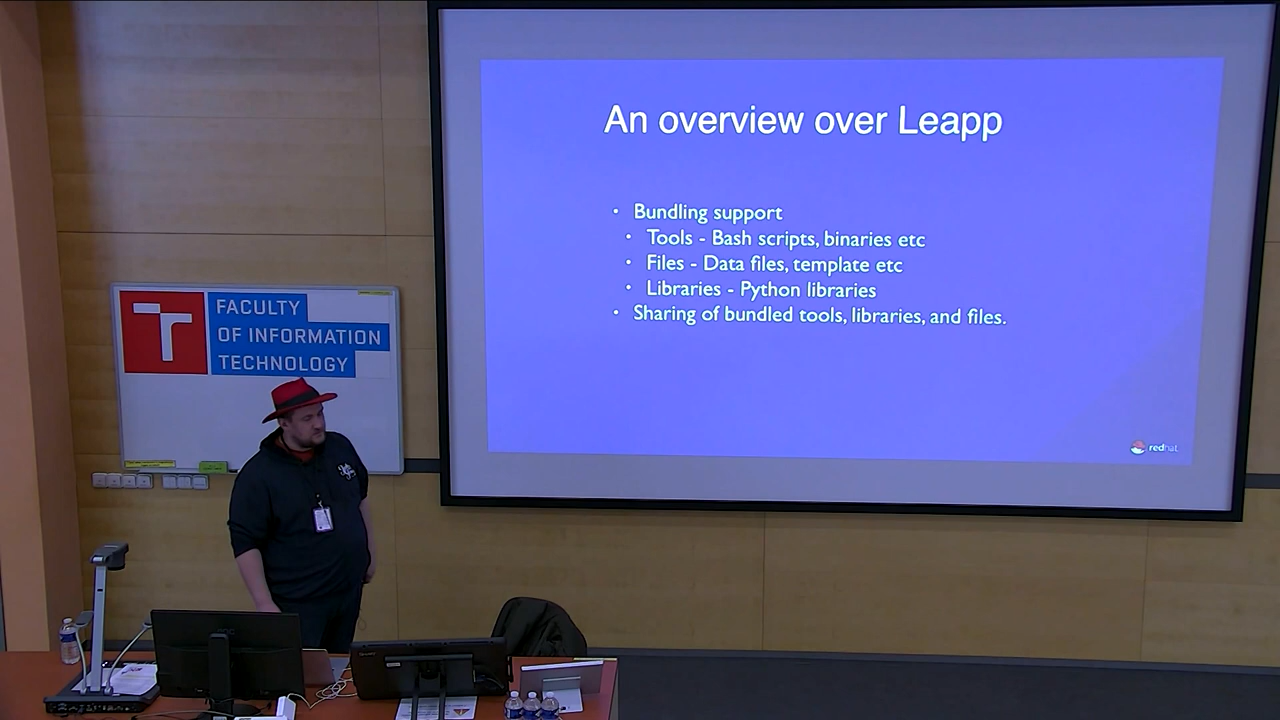 An overview over Leapp
• Bundling support
• Tools - Bash scripts, binaries etc
• Files - Data files, template etc
• Libraries - Python libraries
• Sharing of bundled tools, libraries, and files.
redhat
FACULTY
OF INFORMATION
TECHNOLOGY